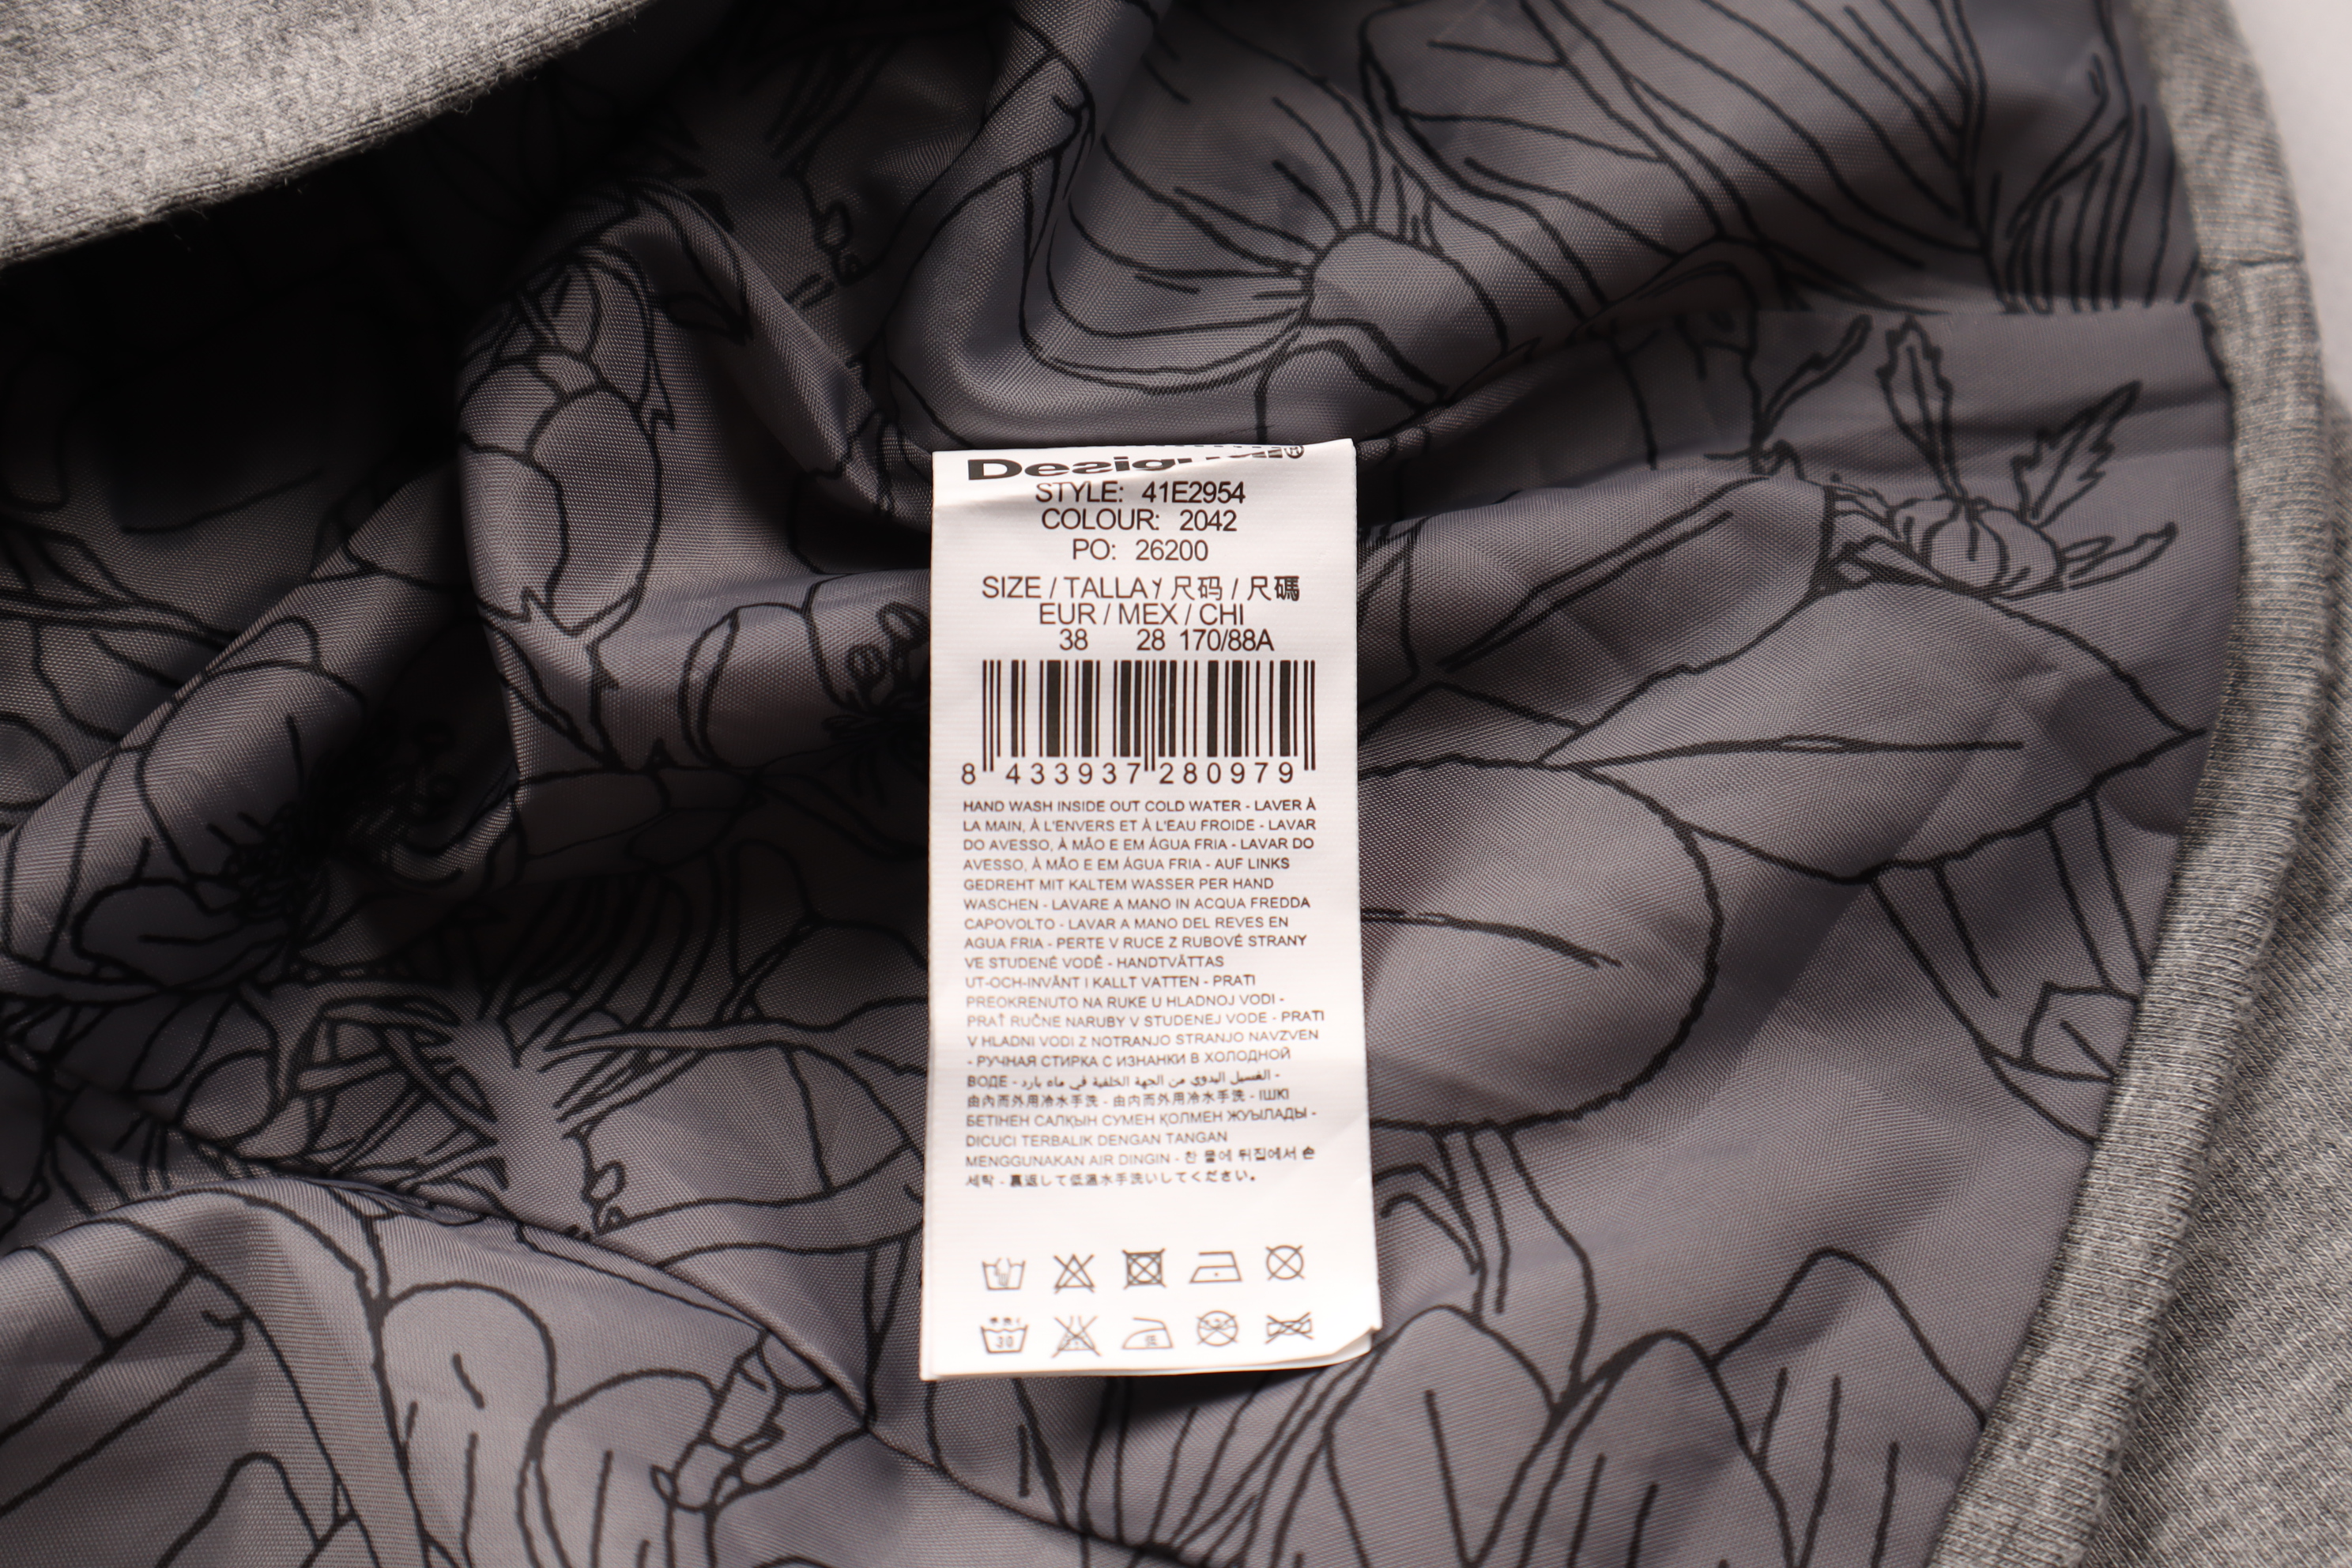 Desigual®
STYLE: 41E2954
COLOUR: 2042
PO: 26200
SIZE / TALLA / 尺码 / 尺碼
EUR / MEX / CHI
38 28 170/88A
8 433937 280979
HAND WASH INSIDE OUT COLD WATER - LAVER À
LA MAIN, À L'ENVERS ET À L'EAU FROIDE - LAVAR
DO AVESSO, À MÃO E EM ÁGUA FRIA - LAVAR DO
AVESSO, À MÃO E EM ÁGUA FRIA - AUF LINKS
GEDREHT MIT KALTEM WASSER PER HAND
WASCHEN - LAVARE A MANO IN ACQUA FREDDA
CAPOVOLTO - LAVAR A MANO DEL REVES EN
AGUA FRIA - PERTE V RUCE Z RUBOVÉ STRANY
VE STUDENÉ VODĚ - HANDTVÄTTAS
UT-OCH-INVÄNT I KALLT VATTEN - PRATI
PREOKRENUTO NA RUKE U HLADNOJ VODI -
PRAŤ RUČNE NARUBY V STUDENEJ VODE - PRATI
V HLADNI VODI Z NOTRANJO STRANJO NAVZVEN
- РУЧНАЯ СТИРКА С ИЗНАНКИ В ХОЛОДНОЙ
ВОДЕ - الغسيل اليدوي من الجهة الخلفية في ماء بارد -
由内而外用冷水手洗 - 由內而外用冷水手洗 - ІШКІ
БЕТІНЕН САЛҚЫН СУМЕН ҚОЛМЕН ЖУЫЛАДЫ -
DICUCI TERBALIK DENGAN TANGAN
MENGGUNAKAN AIR DINGIN - 찬 물에 뒤집에서 손
세탁 - 裏返して低温水手洗いしてください。
手洗イ
30
低